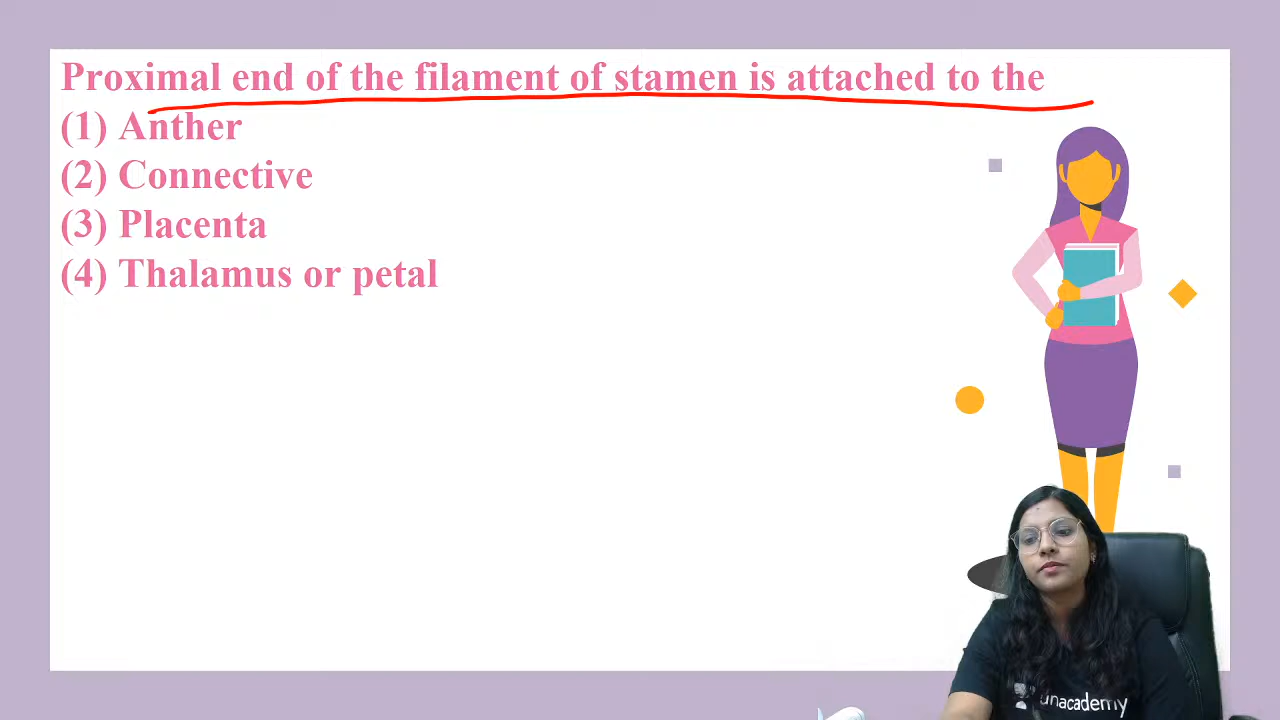 Proximal end of the filament of stamen is attached to the
(1) Anther
(2) Connective
(3) Placenta
(4) Thalamus or petal
unacademy